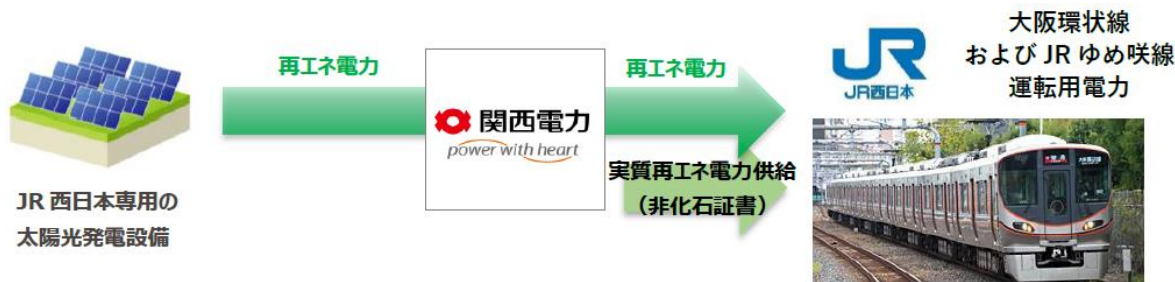 再エネ電力
再エネ電力
関西電力
power with heart
実質再エネ電力供給
（非化石証書）
JR 西日本専用の
太陽光発電設備
JR
JR西日本
大阪環状線
および JR ゆめ咲線
運転用電力